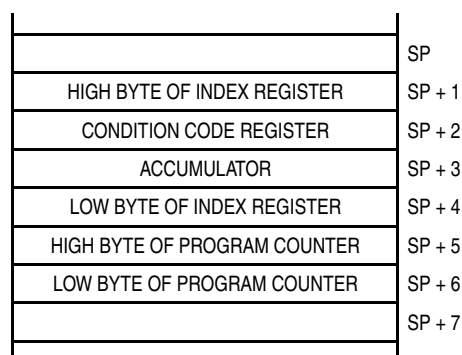 SP
HIGH BYTE OF INDEX REGISTER SP + 1
CONDITION CODE REGISTER SP + 2
ACCUMULATOR SP + 3
LOW BYTE OF INDEX REGISTER SP + 4
HIGH BYTE OF PROGRAM COUNTER SP + 5
LOW BYTE OF PROGRAM COUNTER SP + 6
SP + 7